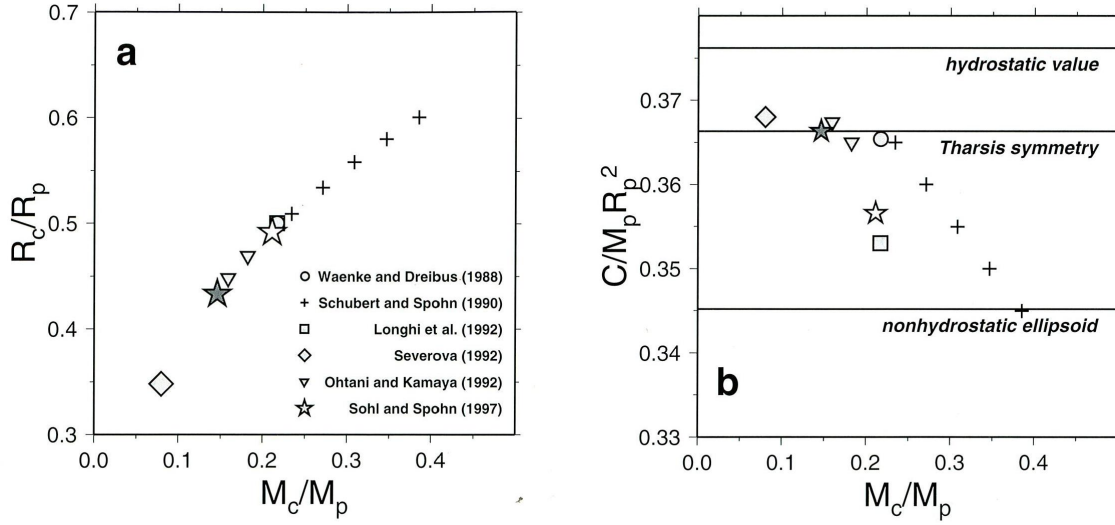 a
0.7
0.6
0.5
0.4
0.3
R_c/R_p
Waenke and Dreibus (1988)
Schubert and Spohn (1990)
Longhi et al. (1992)
Severova (1992)
Ohtani and Kamaya (1992)
Sohl and Spohn (1997)
0.0 0.1 0.2 0.3 0.4
M_c/M_p
b
hydrostatic value
Tharsis symmetry
nonhydrostatic ellipsoid
0.37
0.36
0.35
0.34
0.33
C/M_pR_p^2
0.0 0.1 0.2 0.3 0.4
M_c/M_p